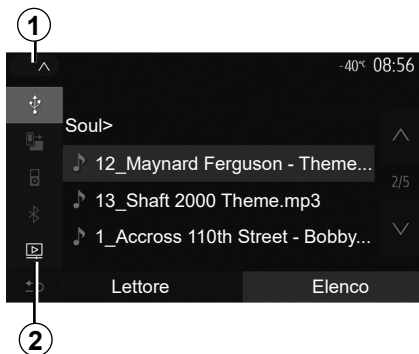 1
-40°C 08:56
Soul>
12_Maynard Ferguson - Theme...
2/5
13_Shaft 2000 Theme.mp3
1_Accross 110th Street - Bobby...
Lettore Elenco
2